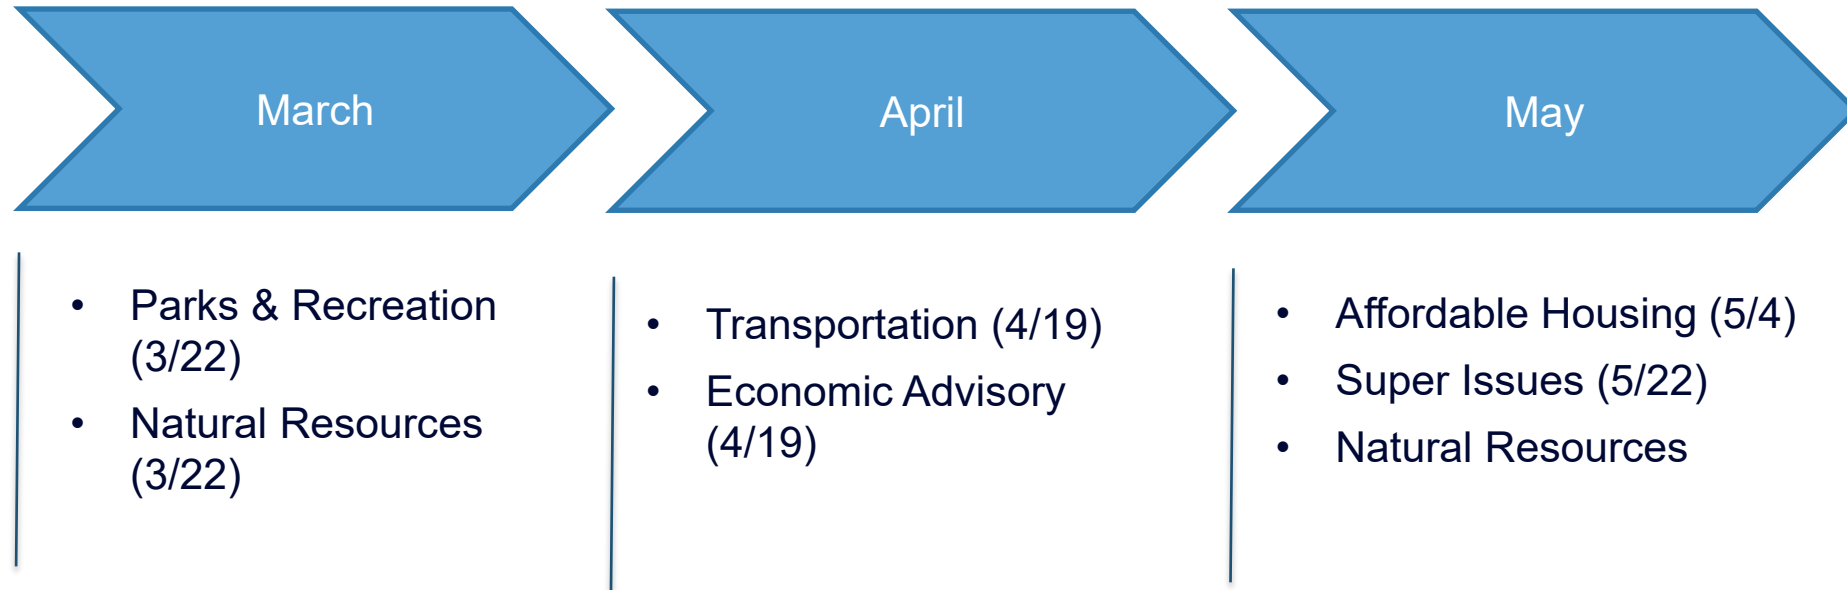 March
• Parks & Recreation
(3/22)
• Natural Resources
(3/22)
April
• Transportation (4/19)
• Economic Advisory
(4/19)
May
• Affordable Housing (5/4)
• Super Issues (5/22)
• Natural Resources